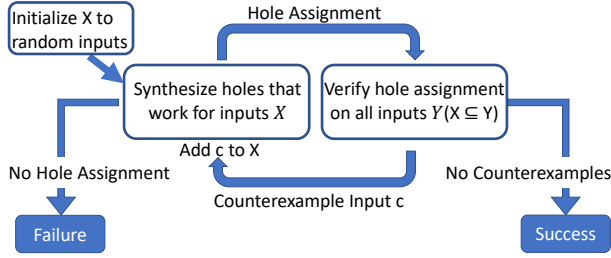 Initialize X to
random inputs
Hole Assignment
Synthesize holes that
work for inputs X
Verify hole assignment
on all inputs Y(X ⊆ Y)
Add c to X
No Hole Assignment
No Counterexamples
Counterexample Input c
Failure
Success